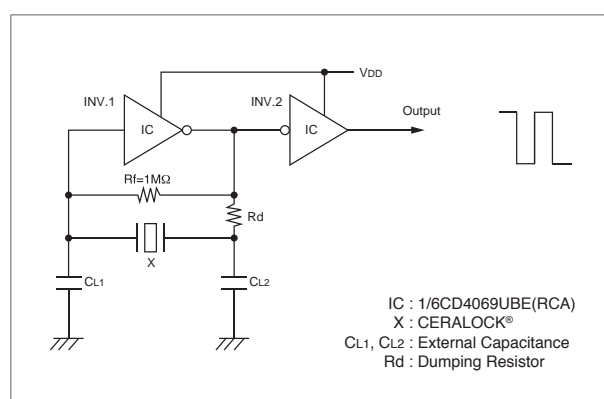 VDD
INV.1
INV.2
Output
IC
IC
Rf=1MΩ
Rd
X
CL1
CL2
IC : 1/6CD4069UBE(RCA)
X : CERALOCK®
CL1, CL2 : External Capacitance
Rd : Dumping Resistor